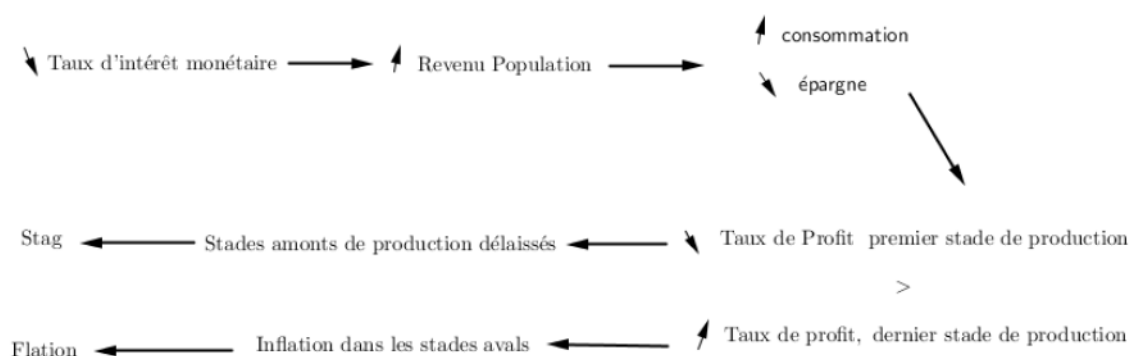 consommation
Taux d'intérêt monétaire
Revenu Population
épargne
Stag
Stades amonts de production délaissés
Taux de Profit premier stade de production
>
Flation
Inflation dans les stades avals
Taux de profit, dernier stade de production